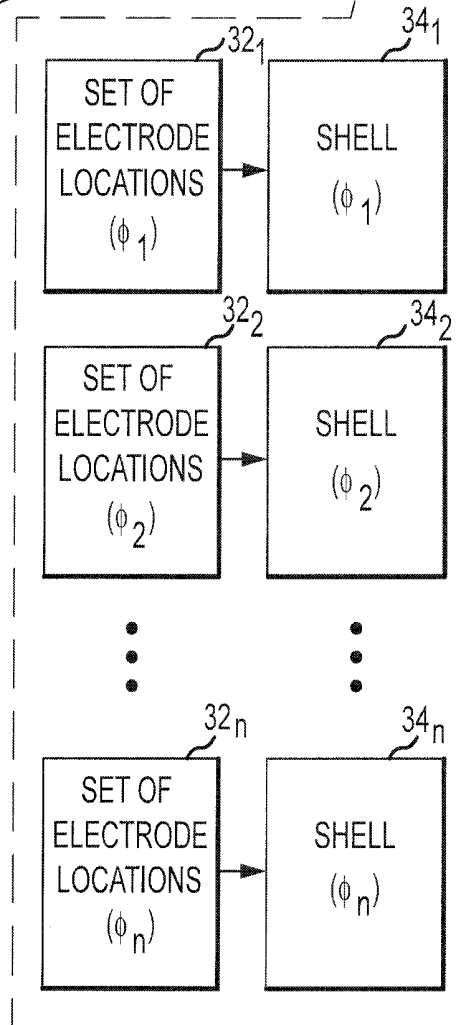 32₁
34₁
SET OF
ELECTRODE
LOCATIONS
(ϕ₁)
SHELL
(ϕ₁)
32₂
34₂
SET OF
ELECTRODE
LOCATIONS
(ϕ₂)
SHELL
(ϕ₂)
32ₙ
34ₙ
SET OF
ELECTRODE
LOCATIONS
(ϕₙ)
SHELL
(ϕₙ)